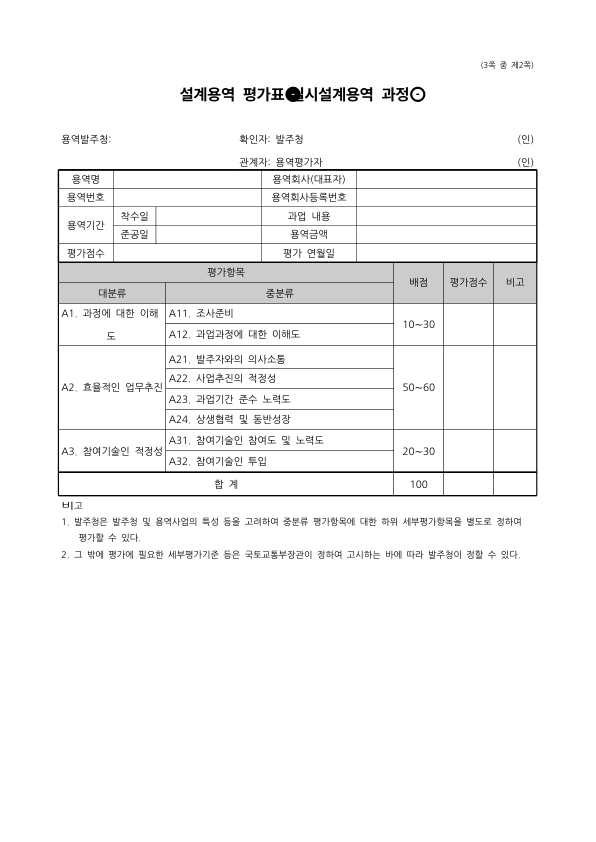 (3쪽 중 제2쪽)
설계용역 평가표 시설계용역 과정
용역발주청: 확인자: 발주청 (인)
관계자: 용역평가자 (인)
용역명 용역회사(대표자)
용역번호 용역회사등록번호
용역기간 착수일 과업 내용
준공일 용역금액
평가점수 평가 연월일
평가항목 배점 평가점수 비고
대분류 중분류
A1. 과정에 대한 이해
도
A11. 조사준비
A12. 과업과정에 대한 이해도
10~30
A2. 효율적인 업무추진
A21. 발주자와의 의사소통
A22. 사업추진의 적정성
A23. 과업기간 준수 노력도
A24. 상생협력 및 동반성장
50~60
A3. 참여기술인 적정성
A31. 참여기술인 참여도 및 노력도
A32. 참여기술인 투입
20~30
합 계 100
비고
1. 발주청은 발주청 및 용역사업의 특성 등을 고려하여 중분류 평가항목에 대한 하위 세부평가항목을 별도로 정하여
평가할 수 있다.
2. 그 밖에 평가에 필요한 세부평가기준 등은 국토교통부장관이 정하여 고시하는 바에 따라 발주청이 정할 수 있다.